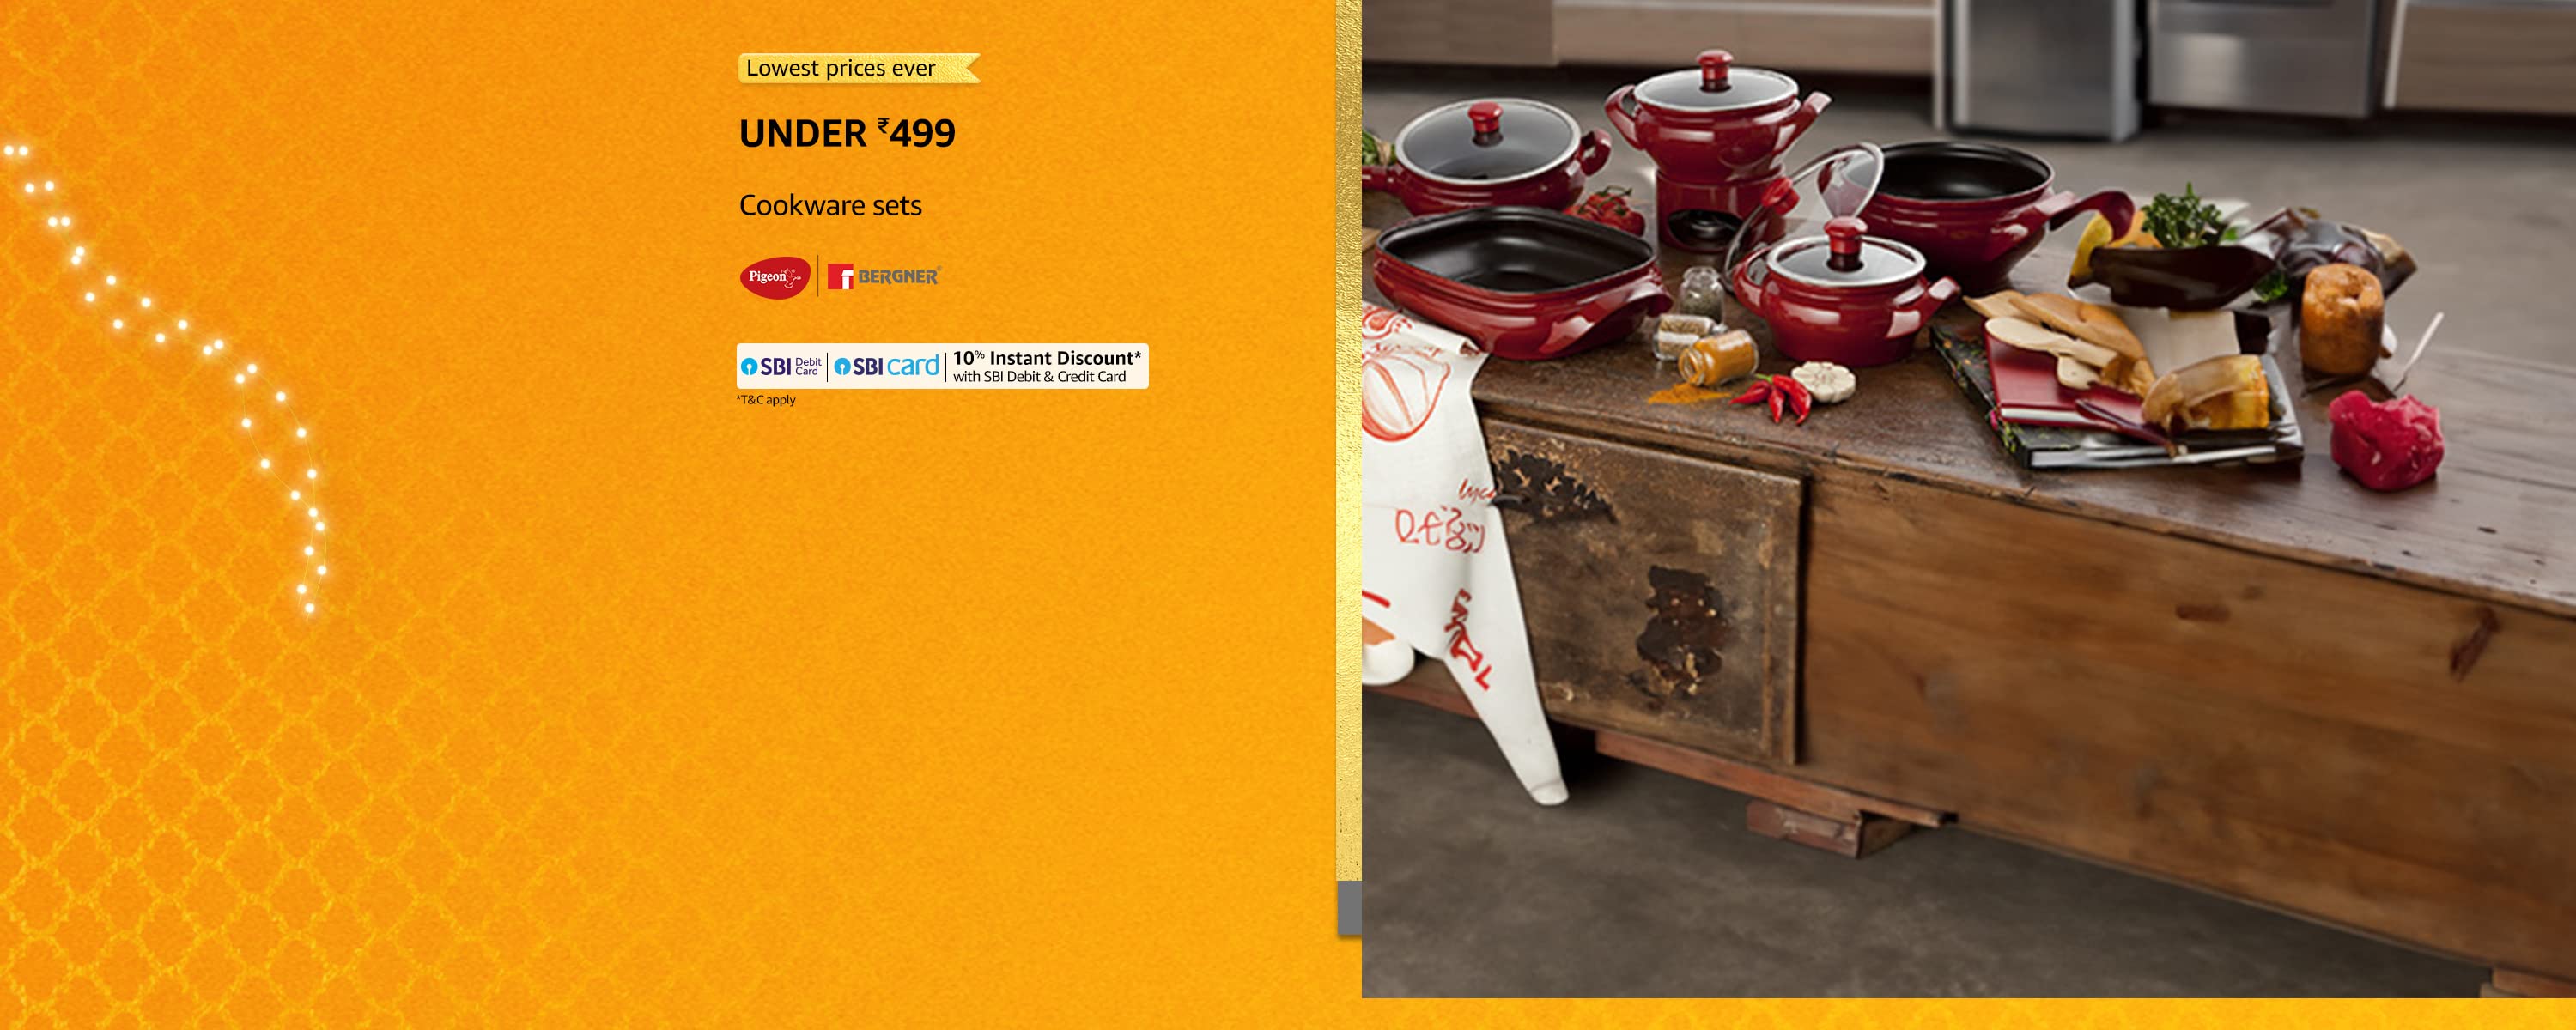 Lowest prices ever
UNDER ₹499
Cookware sets
Pigeon
BERGNER
SBI Debit Card
SBI card
10% Instant Discount*
with SBI Debit & Credit Card
*T&C apply